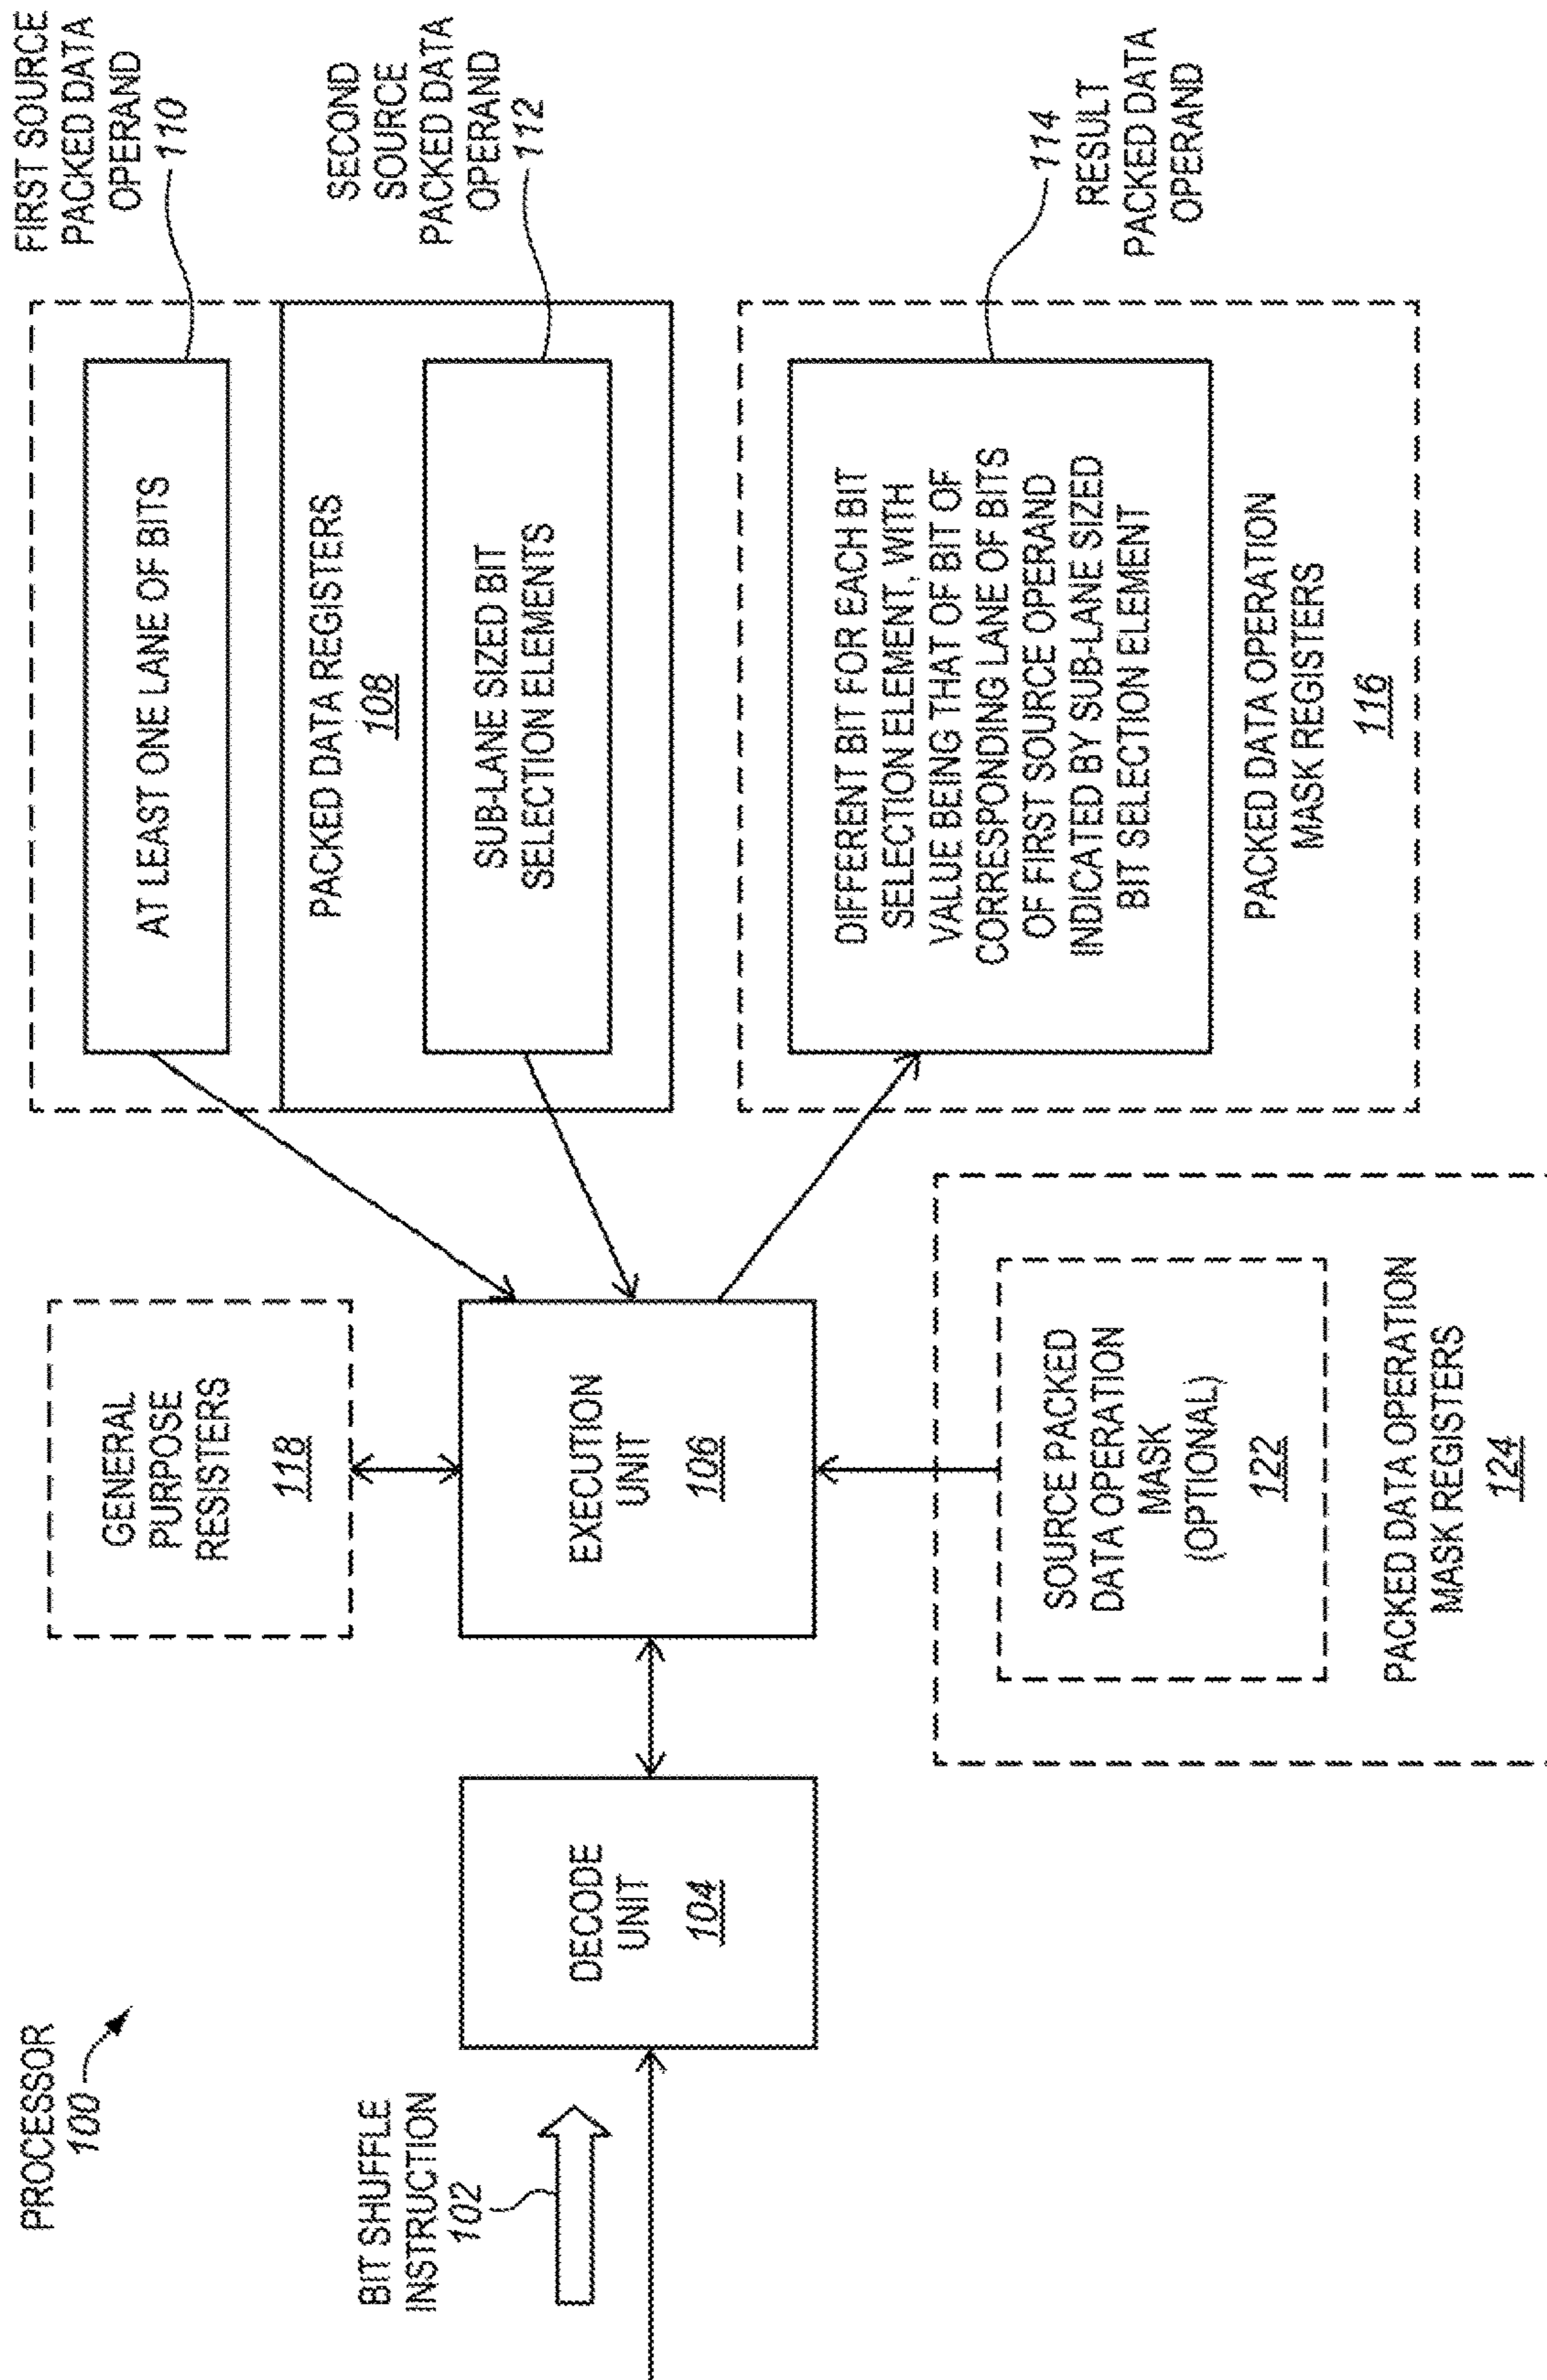 PROCESSOR
100
BIT SHUFFLE
INSTRUCTION
102
DECODE
UNIT
104
GENERAL
PURPOSE
RESISTERS
118
EXECUTION
UNIT
106
SOURCE PACKED
DATA OPERATION
MASK
(OPTIONAL)
122
PACKED DATA OPERATION
MASK REGISTERS
124
FIRST SOURCE
PACKED DATA
OPERAND
110
AT LEAST ONE LANE OF BITS
PACKED DATA REGISTERS
108
SECOND
SOURCE
PACKED DATA
OPERAND
112
SUB-LANE SIZED BIT
SELECTION ELEMENTS
114
RESULT
PACKED DATA
OPERAND
DIFFERENT BIT FOR EACH BIT
SELECTION ELEMENT, WITH
VALUE BEING THAT OF BIT OF
CORRESPONDING LANE OF BITS
OF FIRST SOURCE OPERAND
INDICATED BY SUB-LANE SIZED
BIT SELECTION ELEMENT
PACKED DATA OPERATION
MASK REGISTERS
116